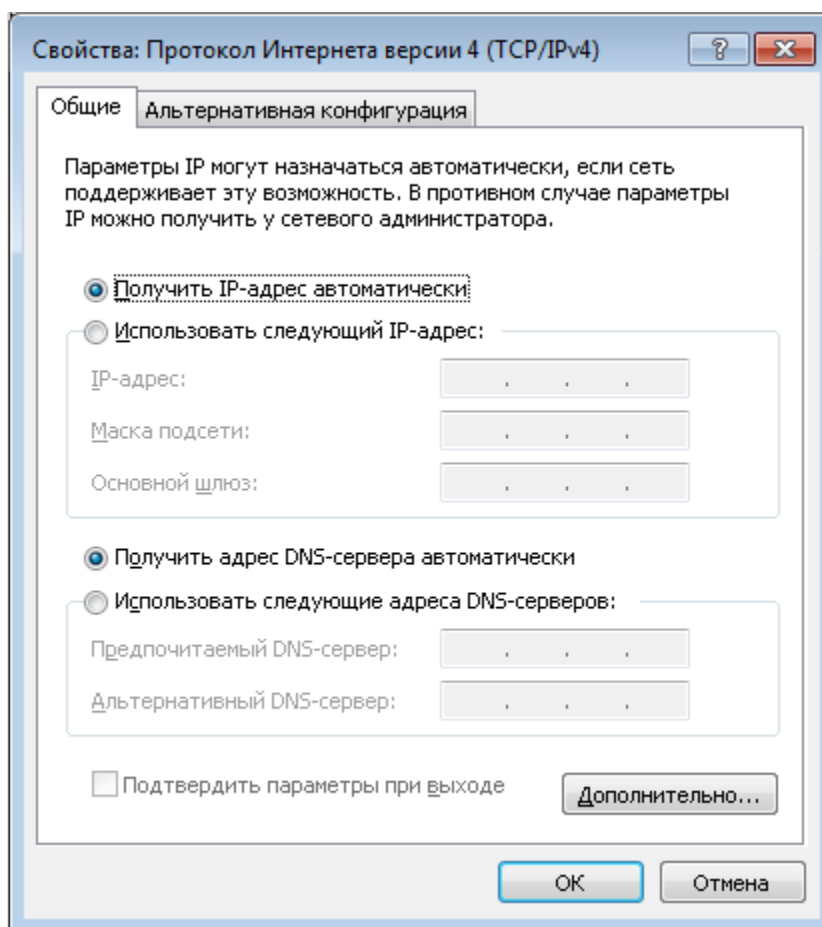 Свойства: Протокол Интернета версии 4 (TCP/IPv4)
?
Общие
Альтернативная конфигурация
Параметры IP могут назначаться автоматически, если сеть
поддерживает эту возможность. В противном случае параметры
IP можно получить у сетевого администратора.
Получить IP-адрес автоматически
Использовать следующий IP-адрес:
IP-адрес:
Маска подсети:
Основной шлюз:
Получить адрес DNS-сервера автоматически
Использовать следующие адреса DNS-серверов:
Предпочитаемый DNS-сервер:
Альтернативный DNS-сервер:
Подтвердить параметры при выходе
Дополнительно...
ОК
Отмена